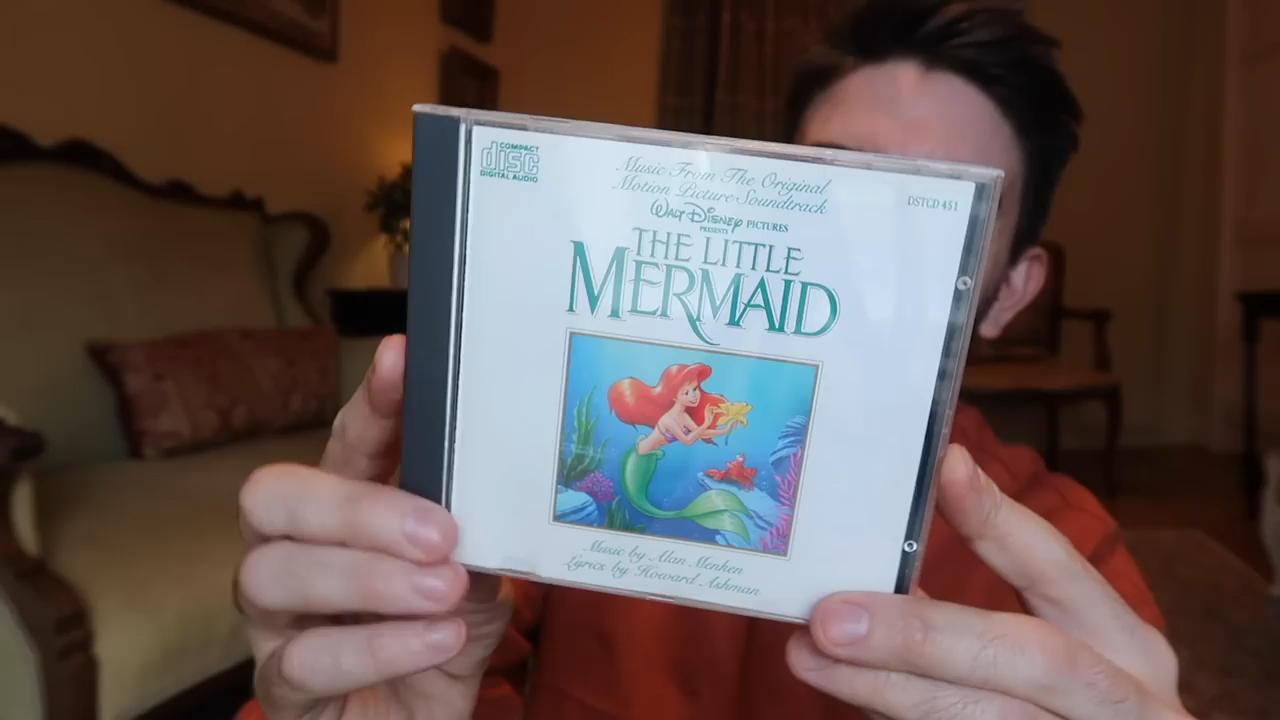 COMPACT
disc
DIGITAL AUDIO
Music From The Original
Motion Picture Soundtrack
DSTCD 451
WALT DISNEY PICTURES
PRESENTS
THE LITTLE
MERMAID
Music by Alan Menken
Lyrics by Howard Ashman